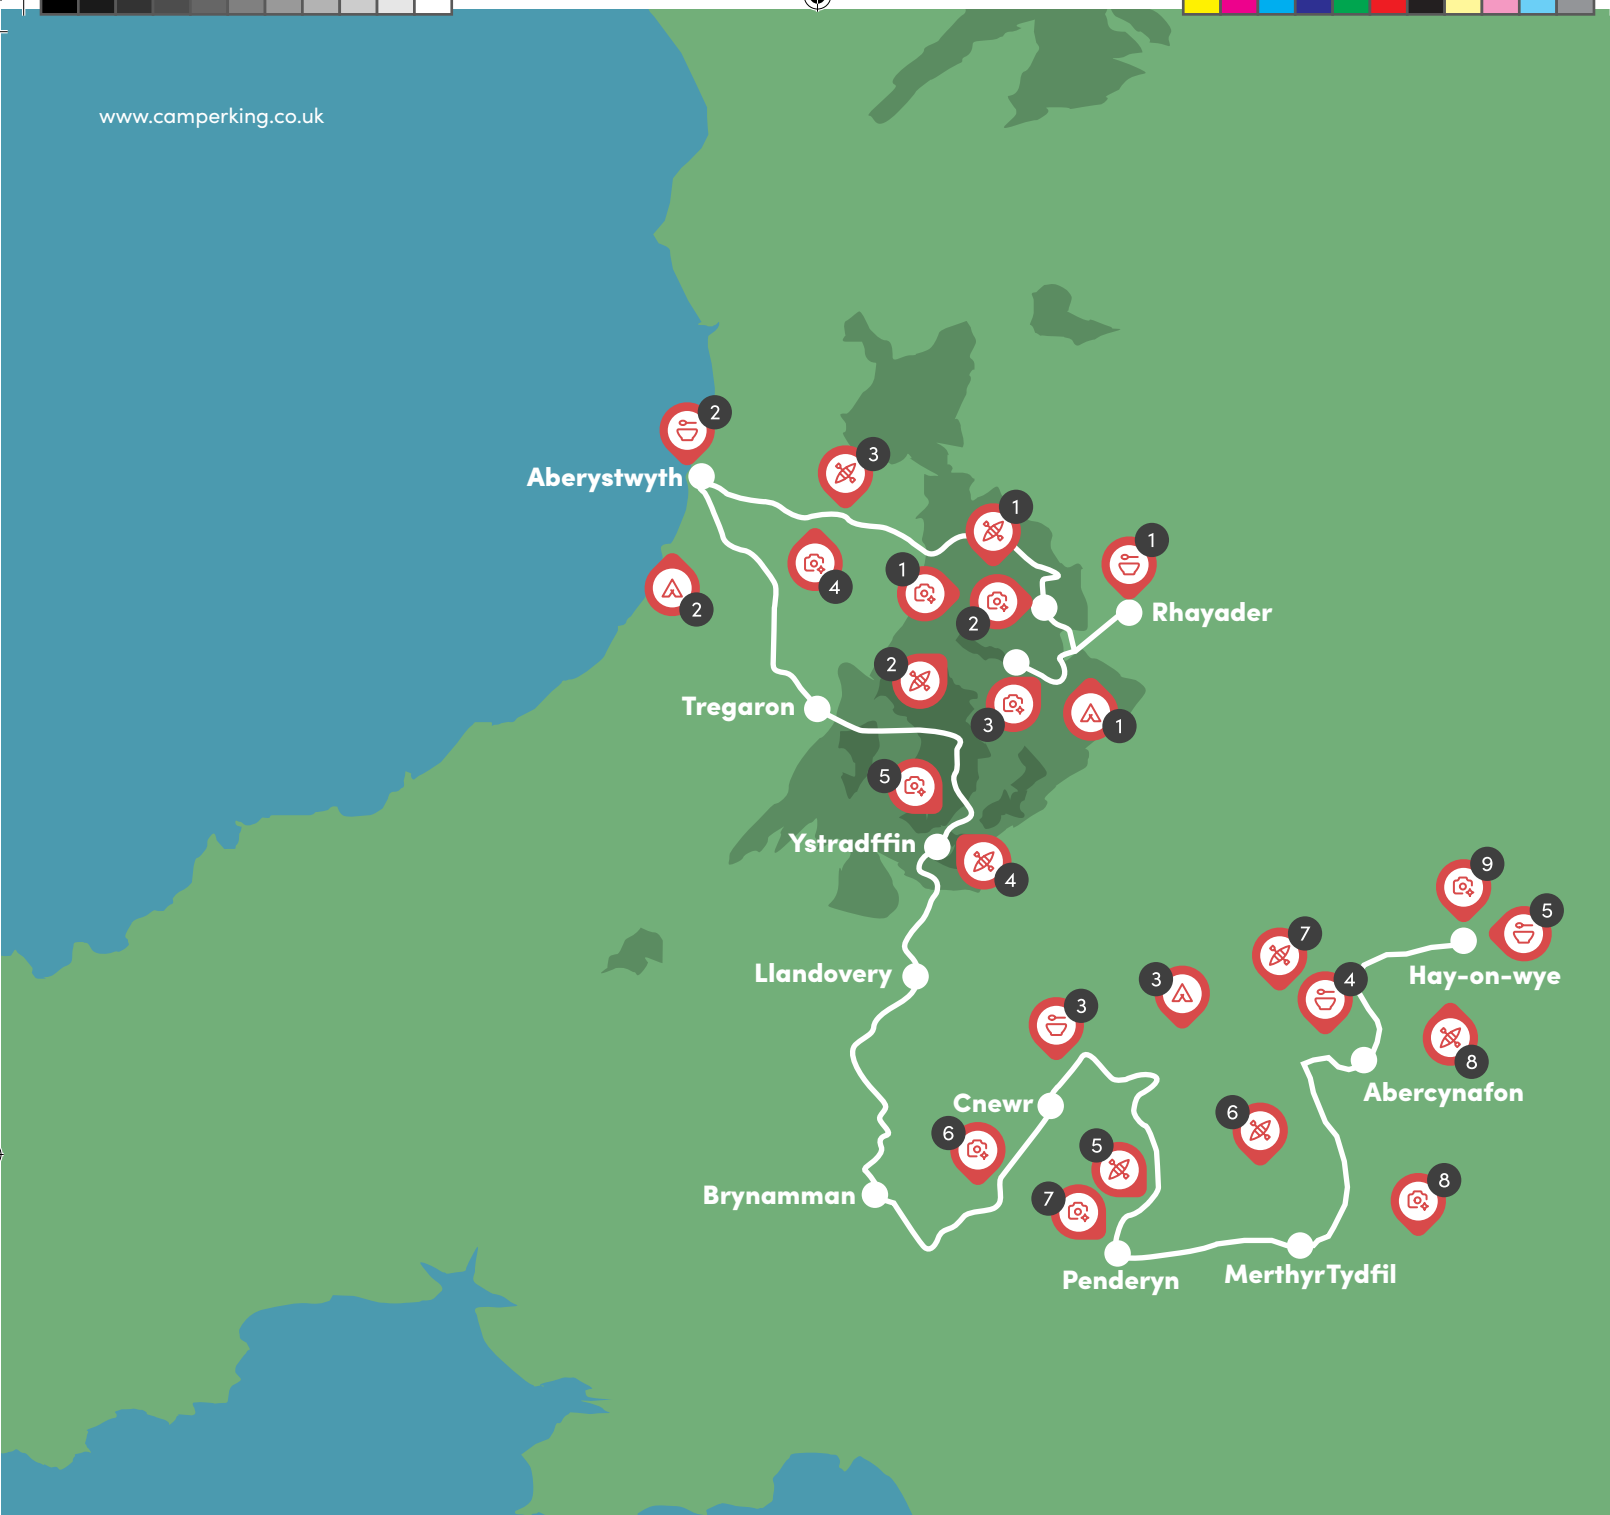 www.camperking.co.uk
2
Aberystwyth
3
1
1
1
4
2
2
Rhayader
2
Tregaron
3
1
5
Ystradffin
4
9
5
7
Llandovery
3
4
Hay-on-wye
3
8
Cnewr
Abercynafon
6
6
5
Brynamman
7
8
Penderyn
Merthyr Tydfil